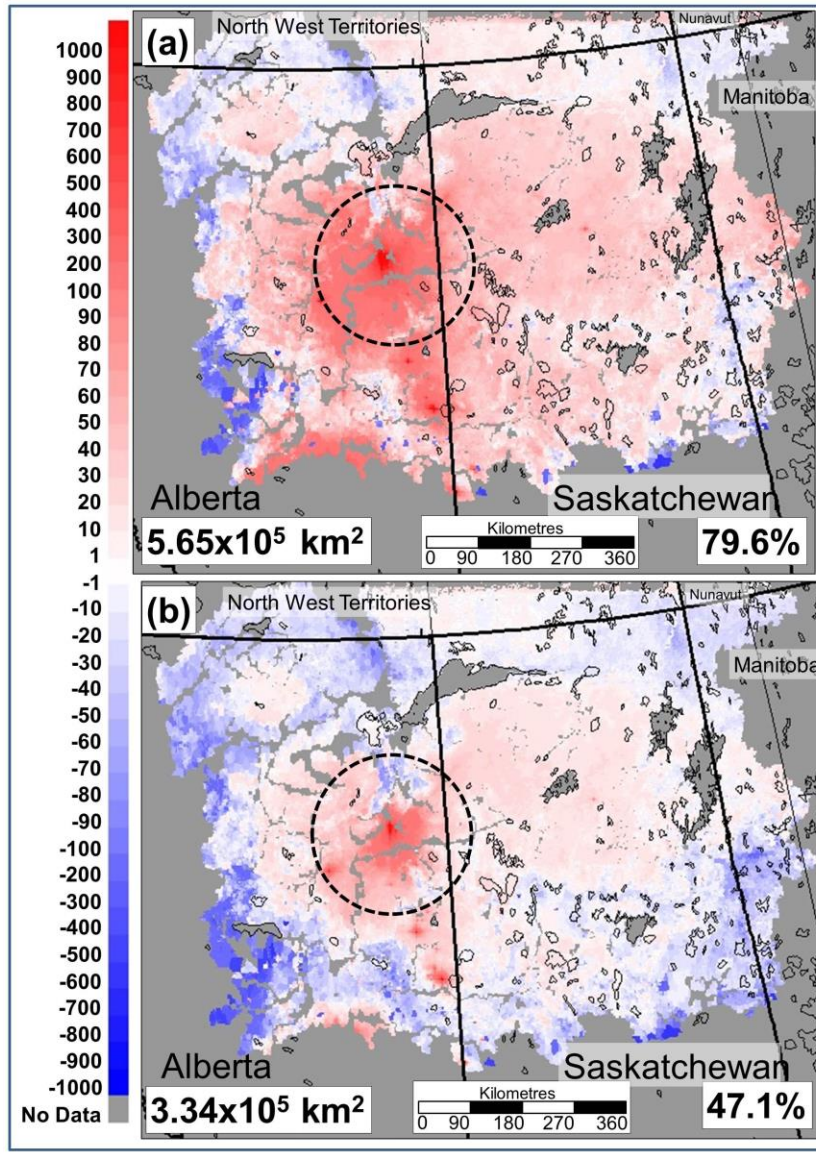 1000
900
800
700
600
500
400
300
200
100
90
80
70
60
50
40
30
20
10
1
-1
-10
-20
-30
-40
-50
-60
-70
-80
-90
-100
-200
-300
-400
-500
-600
-700
-800
-900
-1000
No Data
(a)
North West Territories
Nunavut
Manitoba
Alberta
Saskatchewan
5.65x10⁵ km²
Kilometres
0 90 180 270 360
79.6%
(b)
North West Territories
Nunavut
Manitoba
Alberta
Saskatchewan
3.34x10⁵ km²
Kilometres
0 90 180 270 360
47.1%